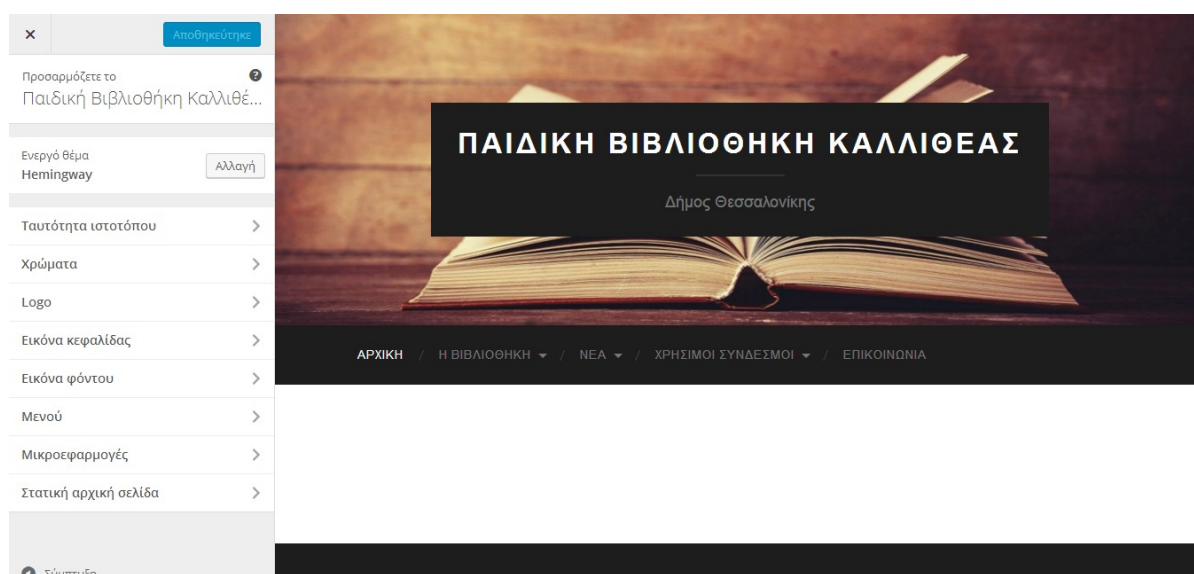 ×
Αποθηκεύτηκε
Προσαρμόζετε το
Παιδική Βιβλιοθήκη Καλλιθέ...
Ενεργό θέμα
Hemingway
Αλλαγή
Ταυτότητα ιστοτόπου
Χρώματα
Logo
Εικόνα κεφαλίδας
Εικόνα φόντου
Μενού
Μικροεφαρμογές
Στατική αρχική σελίδα
Σύμπτυξη
ΠΑΙΔΙΚΗ ΒΙΒΛΙΟΘΗΚΗ ΚΑΛΛΙΘΕΑΣ
Δήμος Θεσσαλονίκης
ΑΡΧΙΚΗ / Η ΒΙΒΛΙΟΘΗΚΗ / ΝΕΑ / ΧΡΗΣΙΜΟΙ ΣΥΝΔΕΣΜΟΙ / ΕΠΙΚΟΙΝΩΝΙΑ